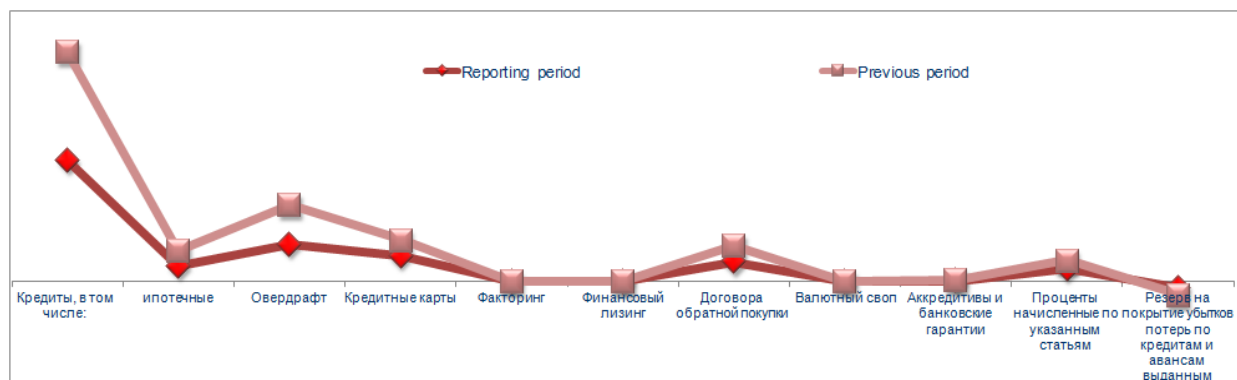 Reporting period
Previous period
Кредиты, в том
числе:
ипотечные
Овердрафт
Кредитные карты
Факторинг
Финансовый
лизинг
Договора
обратной покупки
Валютный своп
Аккредитивы и
банковские
гарантии
Проценты
начисленные по
указанным
статьям
Резерв на
покрытие убытков
потерь по
кредитам и
авансам
выданным